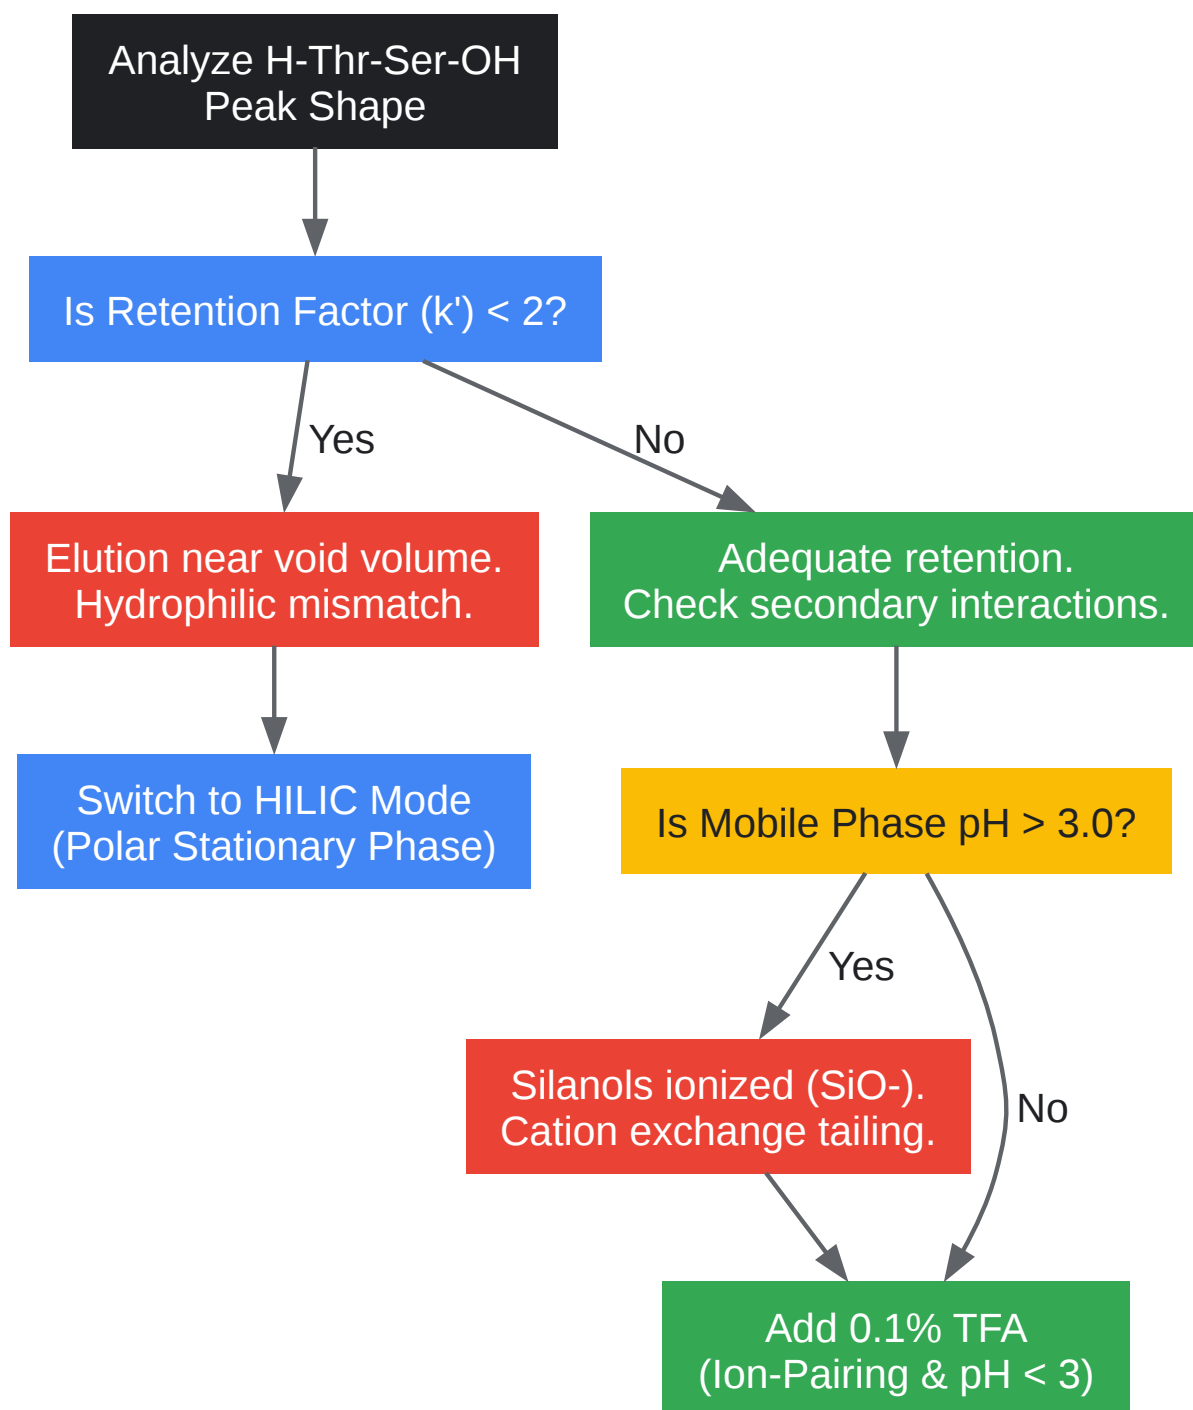 Analyze H-Thr-Ser-OH
Peak Shape
Is Retention Factor (k') < 2?
Yes
No
Elution near void volume.
Hydrophilic mismatch.
Adequate retention.
Check secondary interactions.
Switch to HILIC Mode
(Polar Stationary Phase)
Is Mobile Phase pH > 3.0?
Yes
Silanols ionized (SiO-).
Cation exchange tailing.
No
Add 0.1% TFA
(Ion-Pairing & pH < 3)